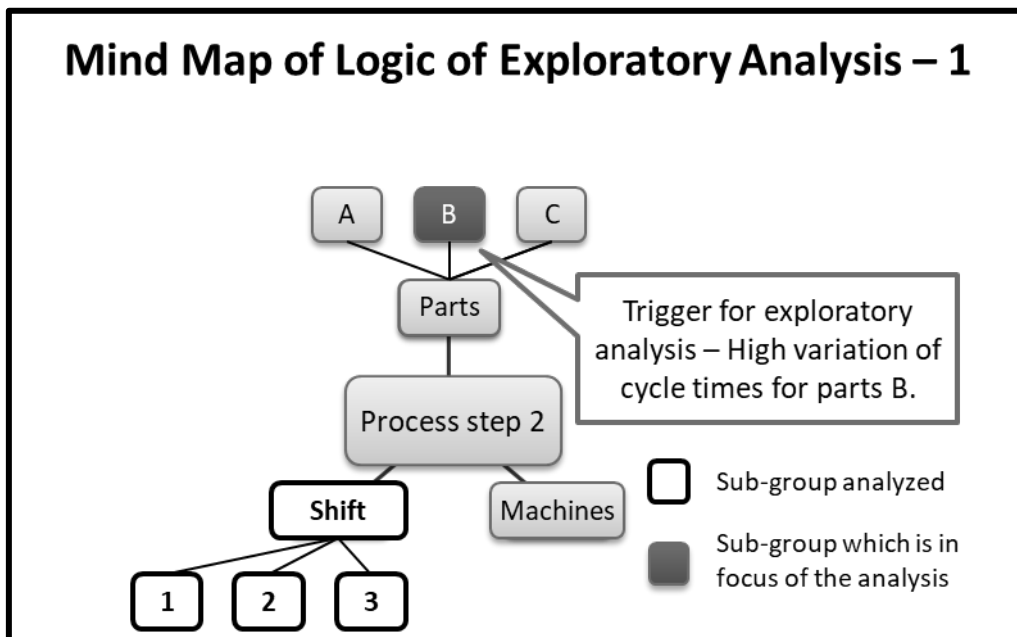 Mind Map of Logic of Exploratory Analysis – 1
A
B
C
Parts
Trigger for exploratory
analysis – High variation of
cycle times for parts B.
Process step 2
Shift
Machines
Sub-group analyzed
1
2
3
Sub-group which is in
focus of the analysis